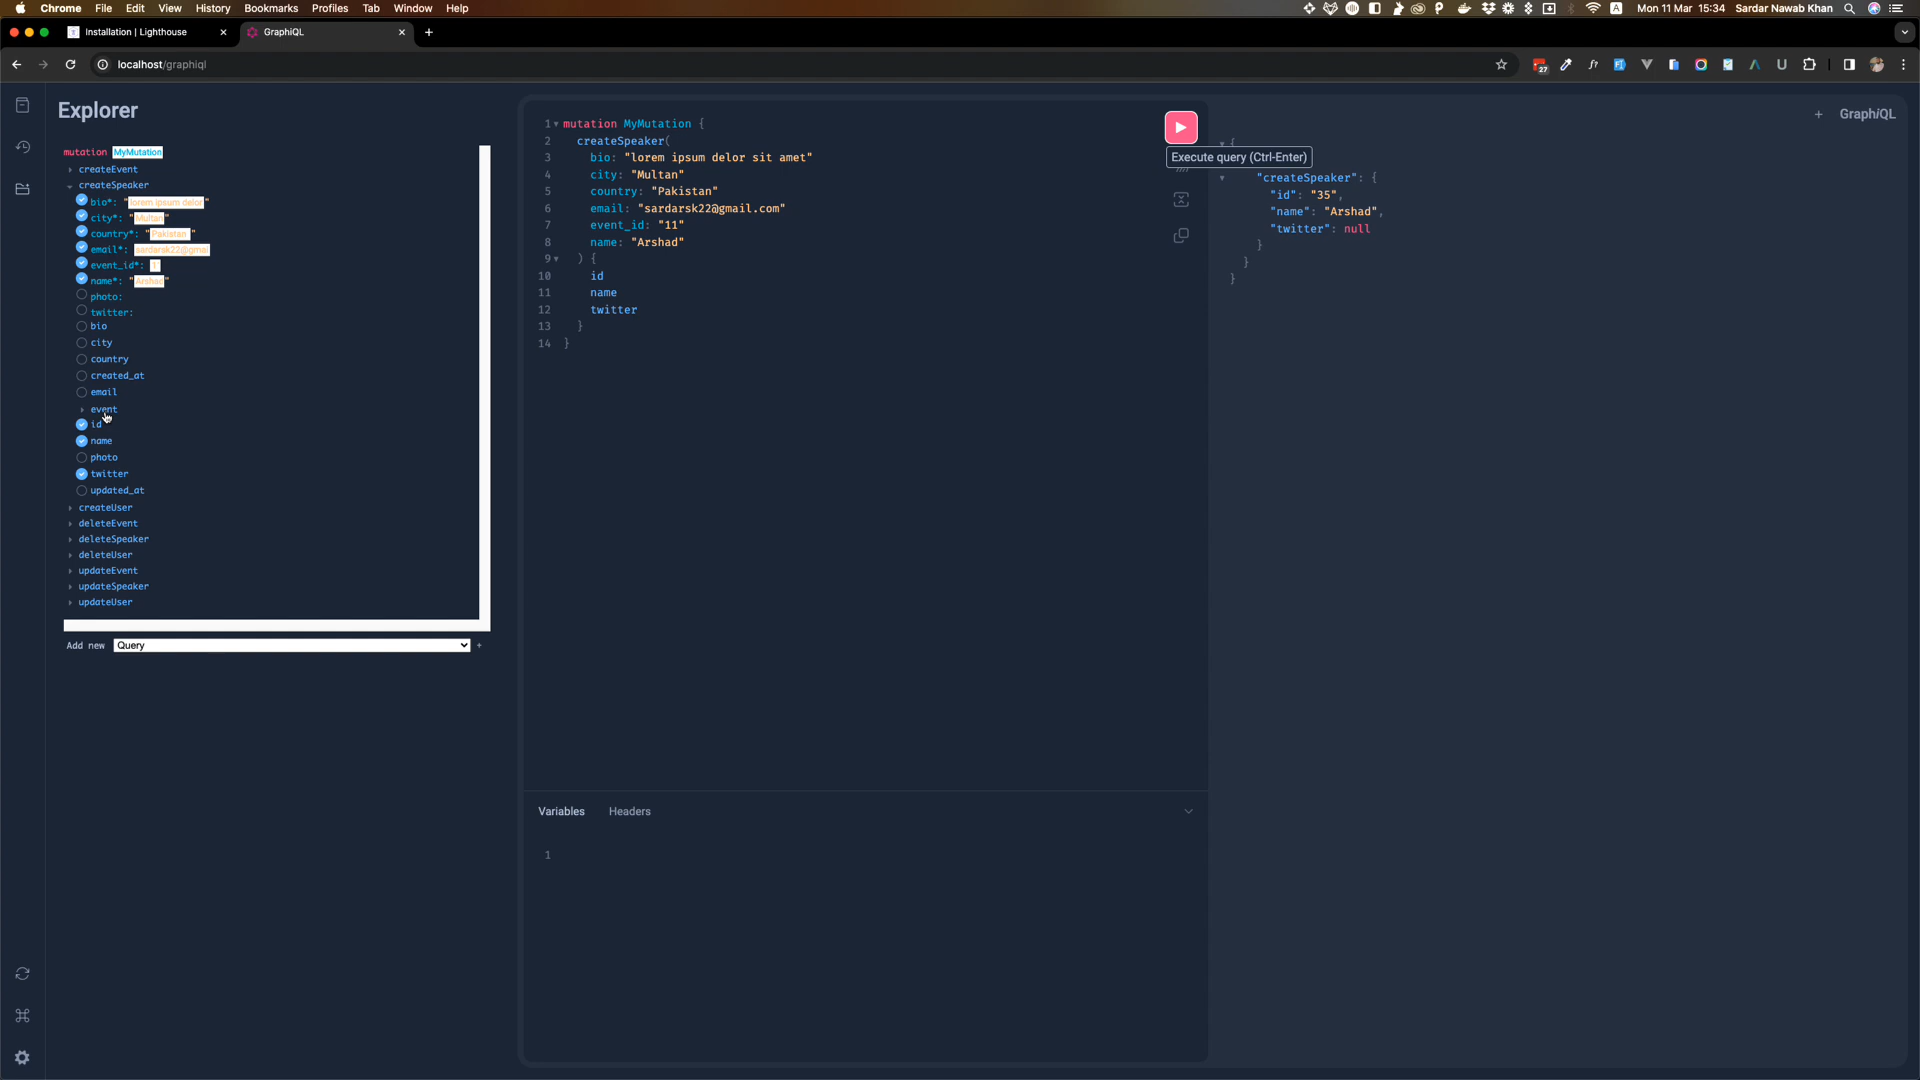 Chrome File Edit View History Bookmarks Profiles Tab Window Help
Mon 11 Mar 15:34 Sardar Nawab Khan
Installation | Lighthouse
GraphiQL
localhost/graphiql
27
Explorer
mutation MyMutation
createEvent
createSpeaker
bio*: "lorem ipsum delor"
city*: "Multan"
country*: "Pakistan"
email*: sardarsk22@gmai
event_id*:
name*: "Arshad"
photo:
twitter:
bio
city
country
created_at
email
event
id
name
photo
twitter
updated_at
createUser
deleteEvent
deleteSpeaker
deleteUser
updateEvent
updateSpeaker
updateUser
Add new Query +
1 mutation MyMutation {
2 createSpeaker(
3 bio: "lorem ipsum delor sit amet"
4 city: "Multan"
5 country: "Pakistan"
6 email: "sardarsk22@gmail.com"
7 event_id: "11"
8 name: "Arshad"
9 ) {
10 id
11 name
12 twitter
13 }
14 }
Execute query (Ctrl-Enter)
Variables Headers
1
+ GraphiQL
{
"createSpeaker": {
"id": "35",
"name": "Arshad",
"twitter": null
}
}
}